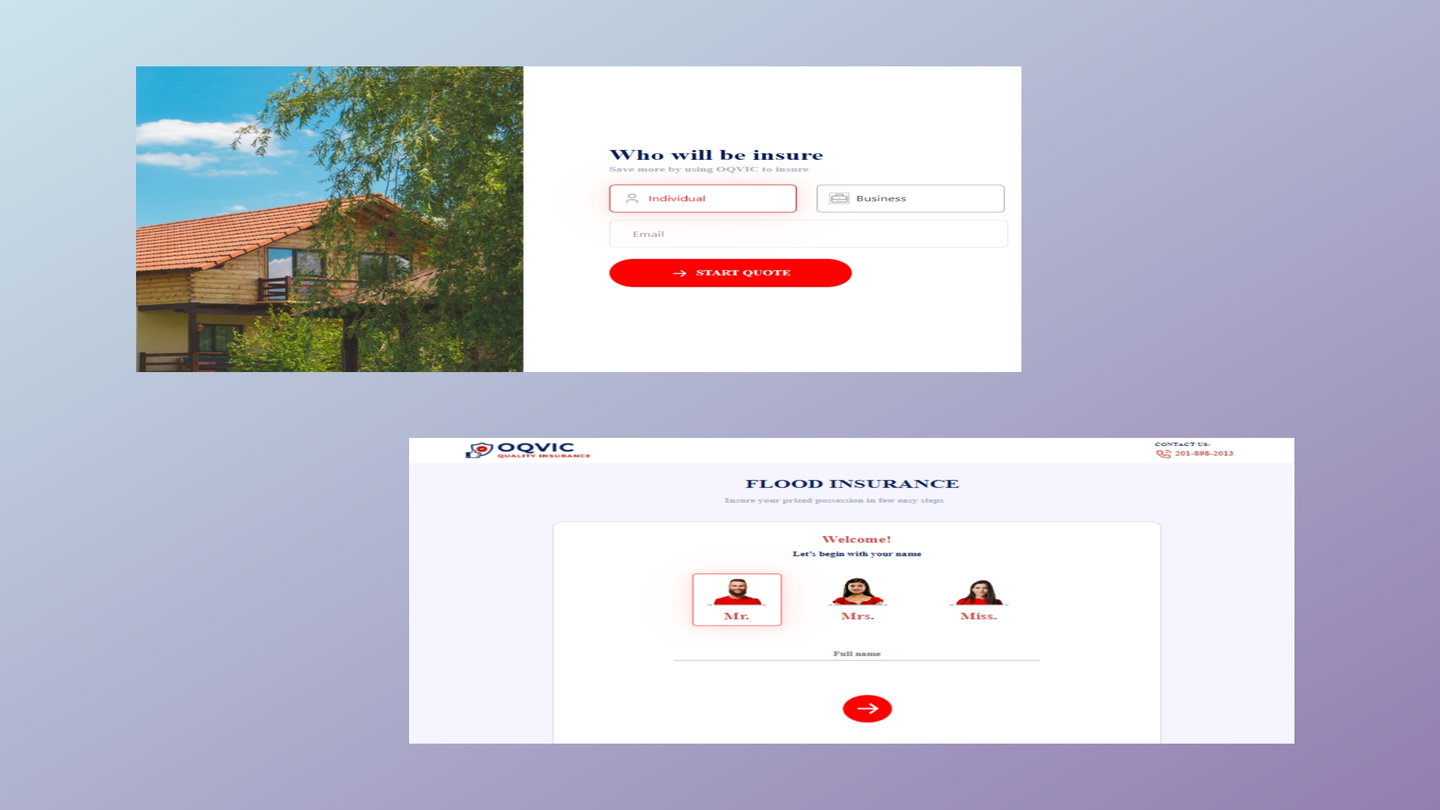 Who will be insure
Save more by using OQVIC to insure
Individual
Business
Email
START QUOTE
OQVIC
QUALITY INSURANCE
CONTACT US:
201-898-2013
FLOOD INSURANCE
Insure your prized possession in few easy steps
Welcome!
Let's begin with your name
Mr.
Mrs.
Miss.
Full name